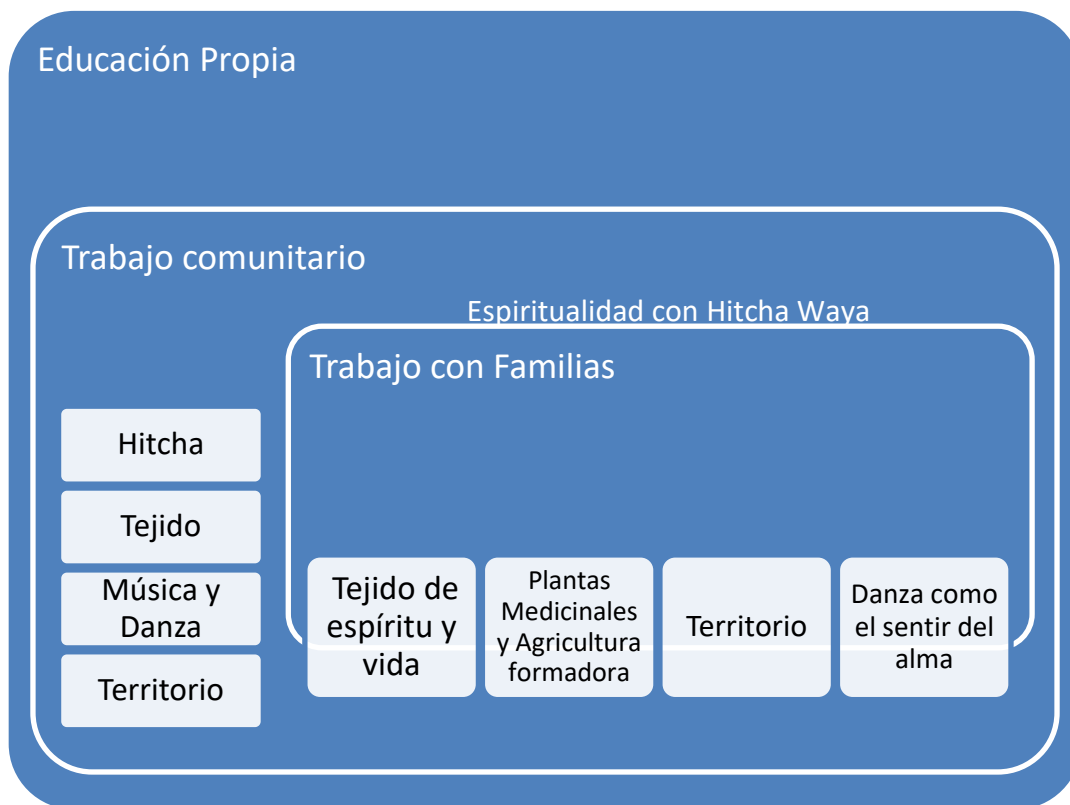 Educación Propia
Trabajo comunitario
Espiritualidad con Hitcha Waya
Trabajo con Familias
Hitcha
Tejido
Música y
Danza
Territorio
Tejido de
espíritu y
vida
Plantas
Medicinales
y Agricultura
formadora
Territorio
Danza como
el sentir del
alma